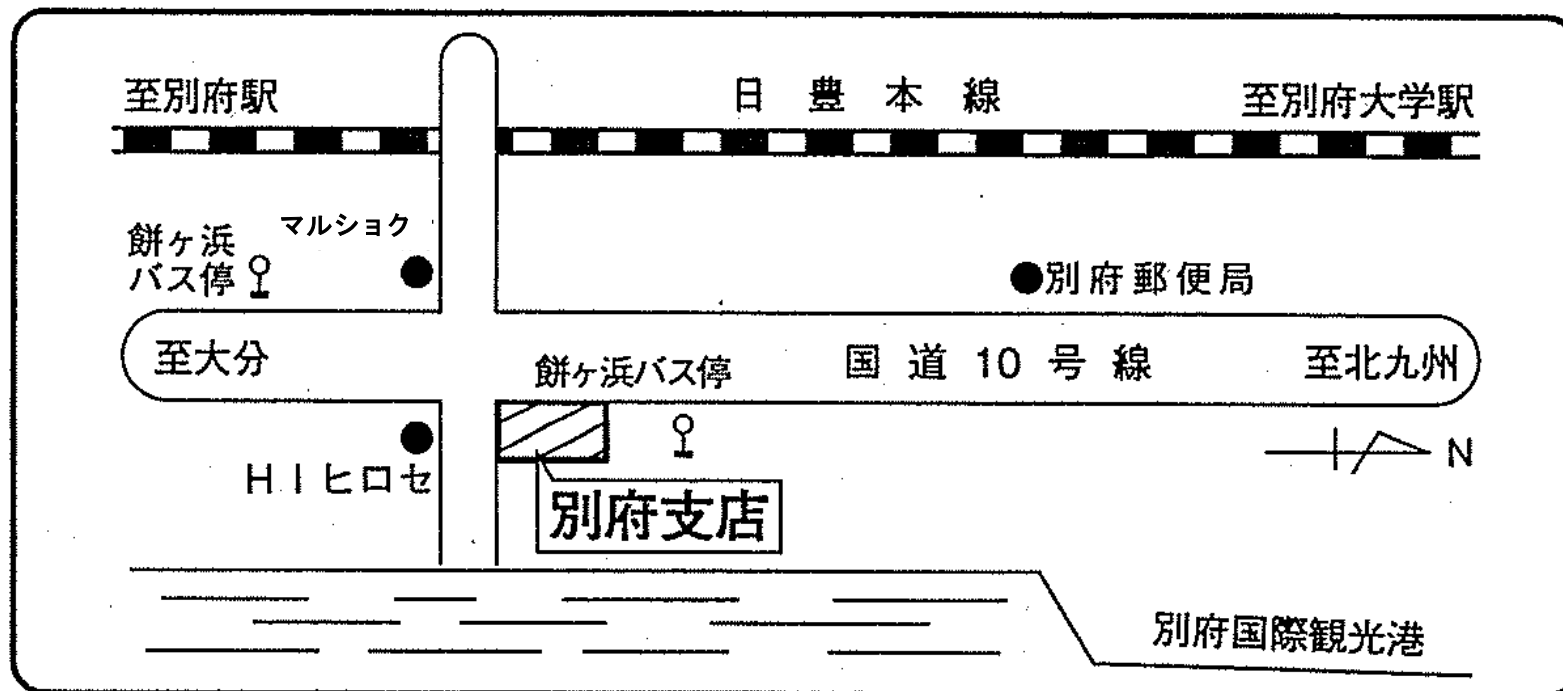 至別府駅
日豊本線
至別府大学駅
マルショク
餅ヶ浜
バス停
別府郵便局
至大分
餅ヶ浜バス停
国道10号線
至北九州
N
HIヒロセ
別府支店
別府国際観光港